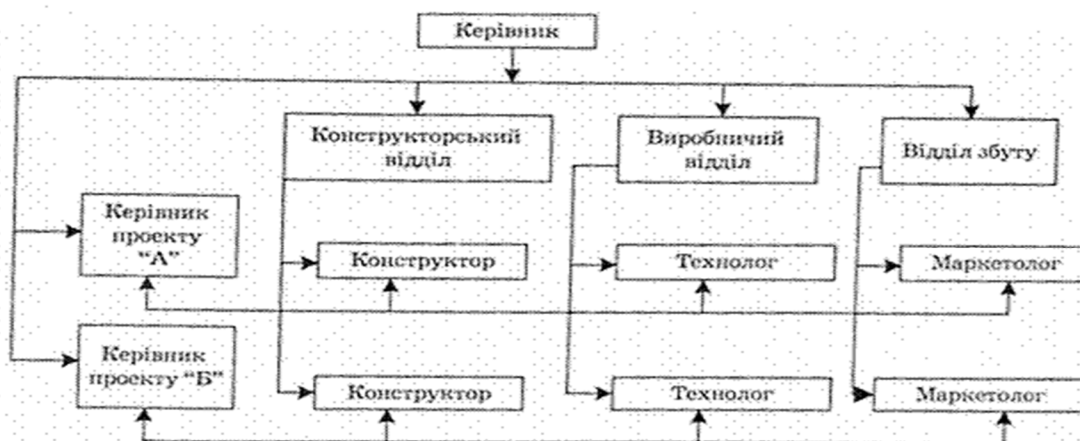 Керівник
Конструкторський
відділ
Виробничий
відділ
Відділ збуту
Керівник
проекту
“А”
Конструктор
Технолог
Маркетолог
Керівник
проекту “Б”
Конструктор
Технолог
Маркетолог